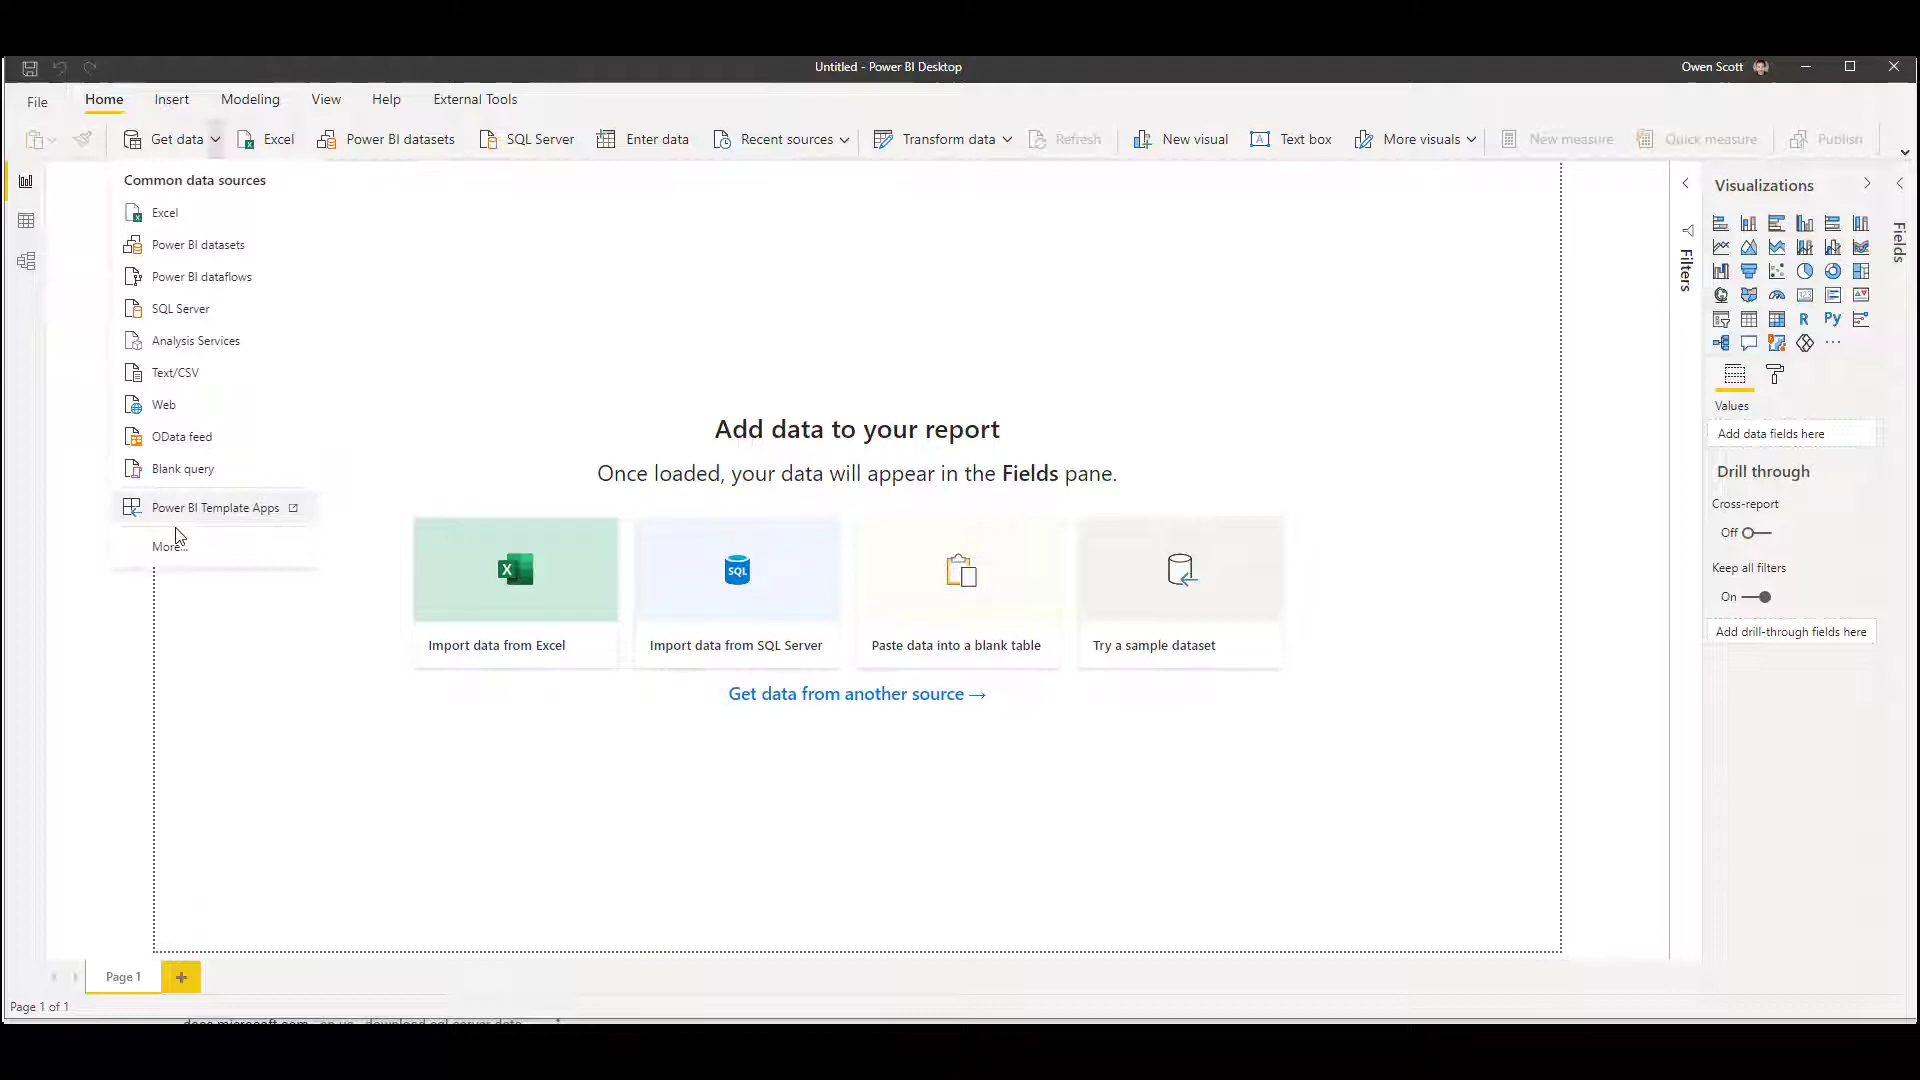 Untitled - Power BI Desktop
Owen Scott
File
Home
Insert
Modeling
View
Help
External Tools
Get data
Excel
Power BI datasets
SQL Server
Enter data
Recent sources
Transform data
Refresh
New visual
Text box
More visuals
New measure
Quick measure
Publish
Common data sources
Excel
Power BI datasets
Power BI dataflows
SQL Server
Analysis Services
Text/CSV
Web
OData feed
Blank query
Power BI Template Apps
More...
Add data to your report
Once loaded, your data will appear in the Fields pane.
X
SQL
Import data from Excel
Import data from SQL Server
Paste data into a blank table
Try a sample dataset
Get data from another source →
Filters
Visualizations
R
Py
Values
Add data fields here
Drill through
Cross-report
Off
Keep all filters
On
Add drill-through fields here
Fields
Page 1
Page 1 of 1